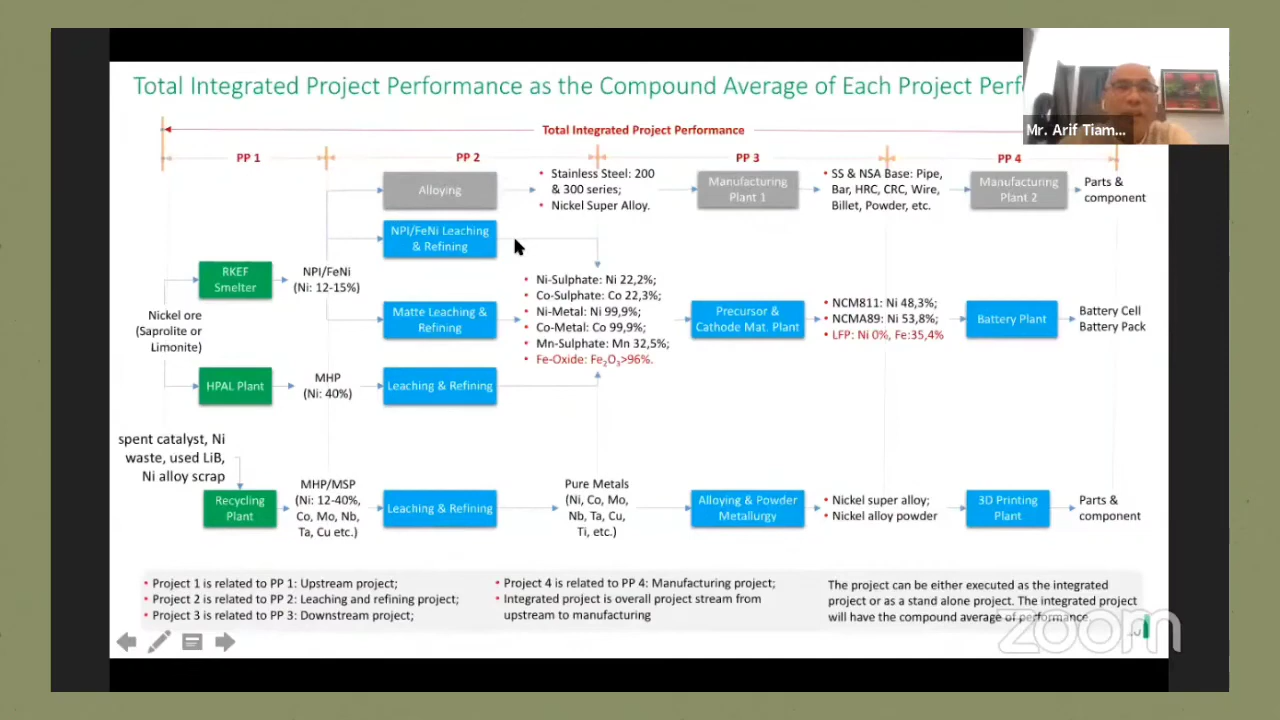 Total Integrated Project Performance as the Compound Average of Each Project Perf
Mr. Arif Tiam...
Total Integrated Project Performance
PP 1
PP 2
PP 3
PP 4
Alloying
• Stainless Steel: 200
& 300 series;
• Nickel Super Alloy.
Manufacturing
Plant 1
• SS & NSA Base: Pipe,
Bar, HRC, CRC, Wire,
Billet, Powder, etc.
Manufacturing
Plant 2
Parts &
component
NPI/FeNi Leaching
& Refining
RKEF
Smelter
NPI/FeNi
(Ni: 12-15%)
Nickel ore
(Saprolite or
Limonite)
Matte Leaching &
Refining
• Ni-Sulphate: Ni 22,2%;
• Co-Sulphate: Co 22,3%;
• Ni-Metal: Ni 99,9%;
• Co-Metal: Co 99,9%;
• Mn-Sulphate: Mn 32,5%;
• Fe-Oxide: Fe₂O₃>96%.
Precursor &
Cathode Mat. Plant
• NCM811: Ni 48,3%;
• NCMA89: Ni 53,8%;
• LFP: Ni 0%, Fe:35,4%
Battery Plant
Battery Cell
Battery Pack
HPAL Plant
MHP
(Ni: 40%)
Leaching & Refining
spent catalyst, Ni
waste, used LiB,
Ni alloy scrap
Recycling
Plant
MHP/MSP
(Ni: 12-40%,
Co, Mo, Nb,
Ta, Cu etc.)
Leaching & Refining
Pure Metals
(Ni, Co, Mo,
Nb, Ta, Cu,
Ti, etc.)
Alloying & Powder
Metallurgy
• Nickel super alloy;
• Nickel alloy powder
3D Printing
Plant
Parts &
component
• Project 1 is related to PP 1: Upstream project;
• Project 2 is related to PP 2: Leaching and refining project;
• Project 3 is related to PP 3: Downstream project;
• Project 4 is related to PP 4: Manufacturing project;
• Integrated project is overall project stream from
upstream to manufacturing
The project can be either executed as the integrated
project or as a stand alone project. The integrated project
will have the compound average of performance.
zoom